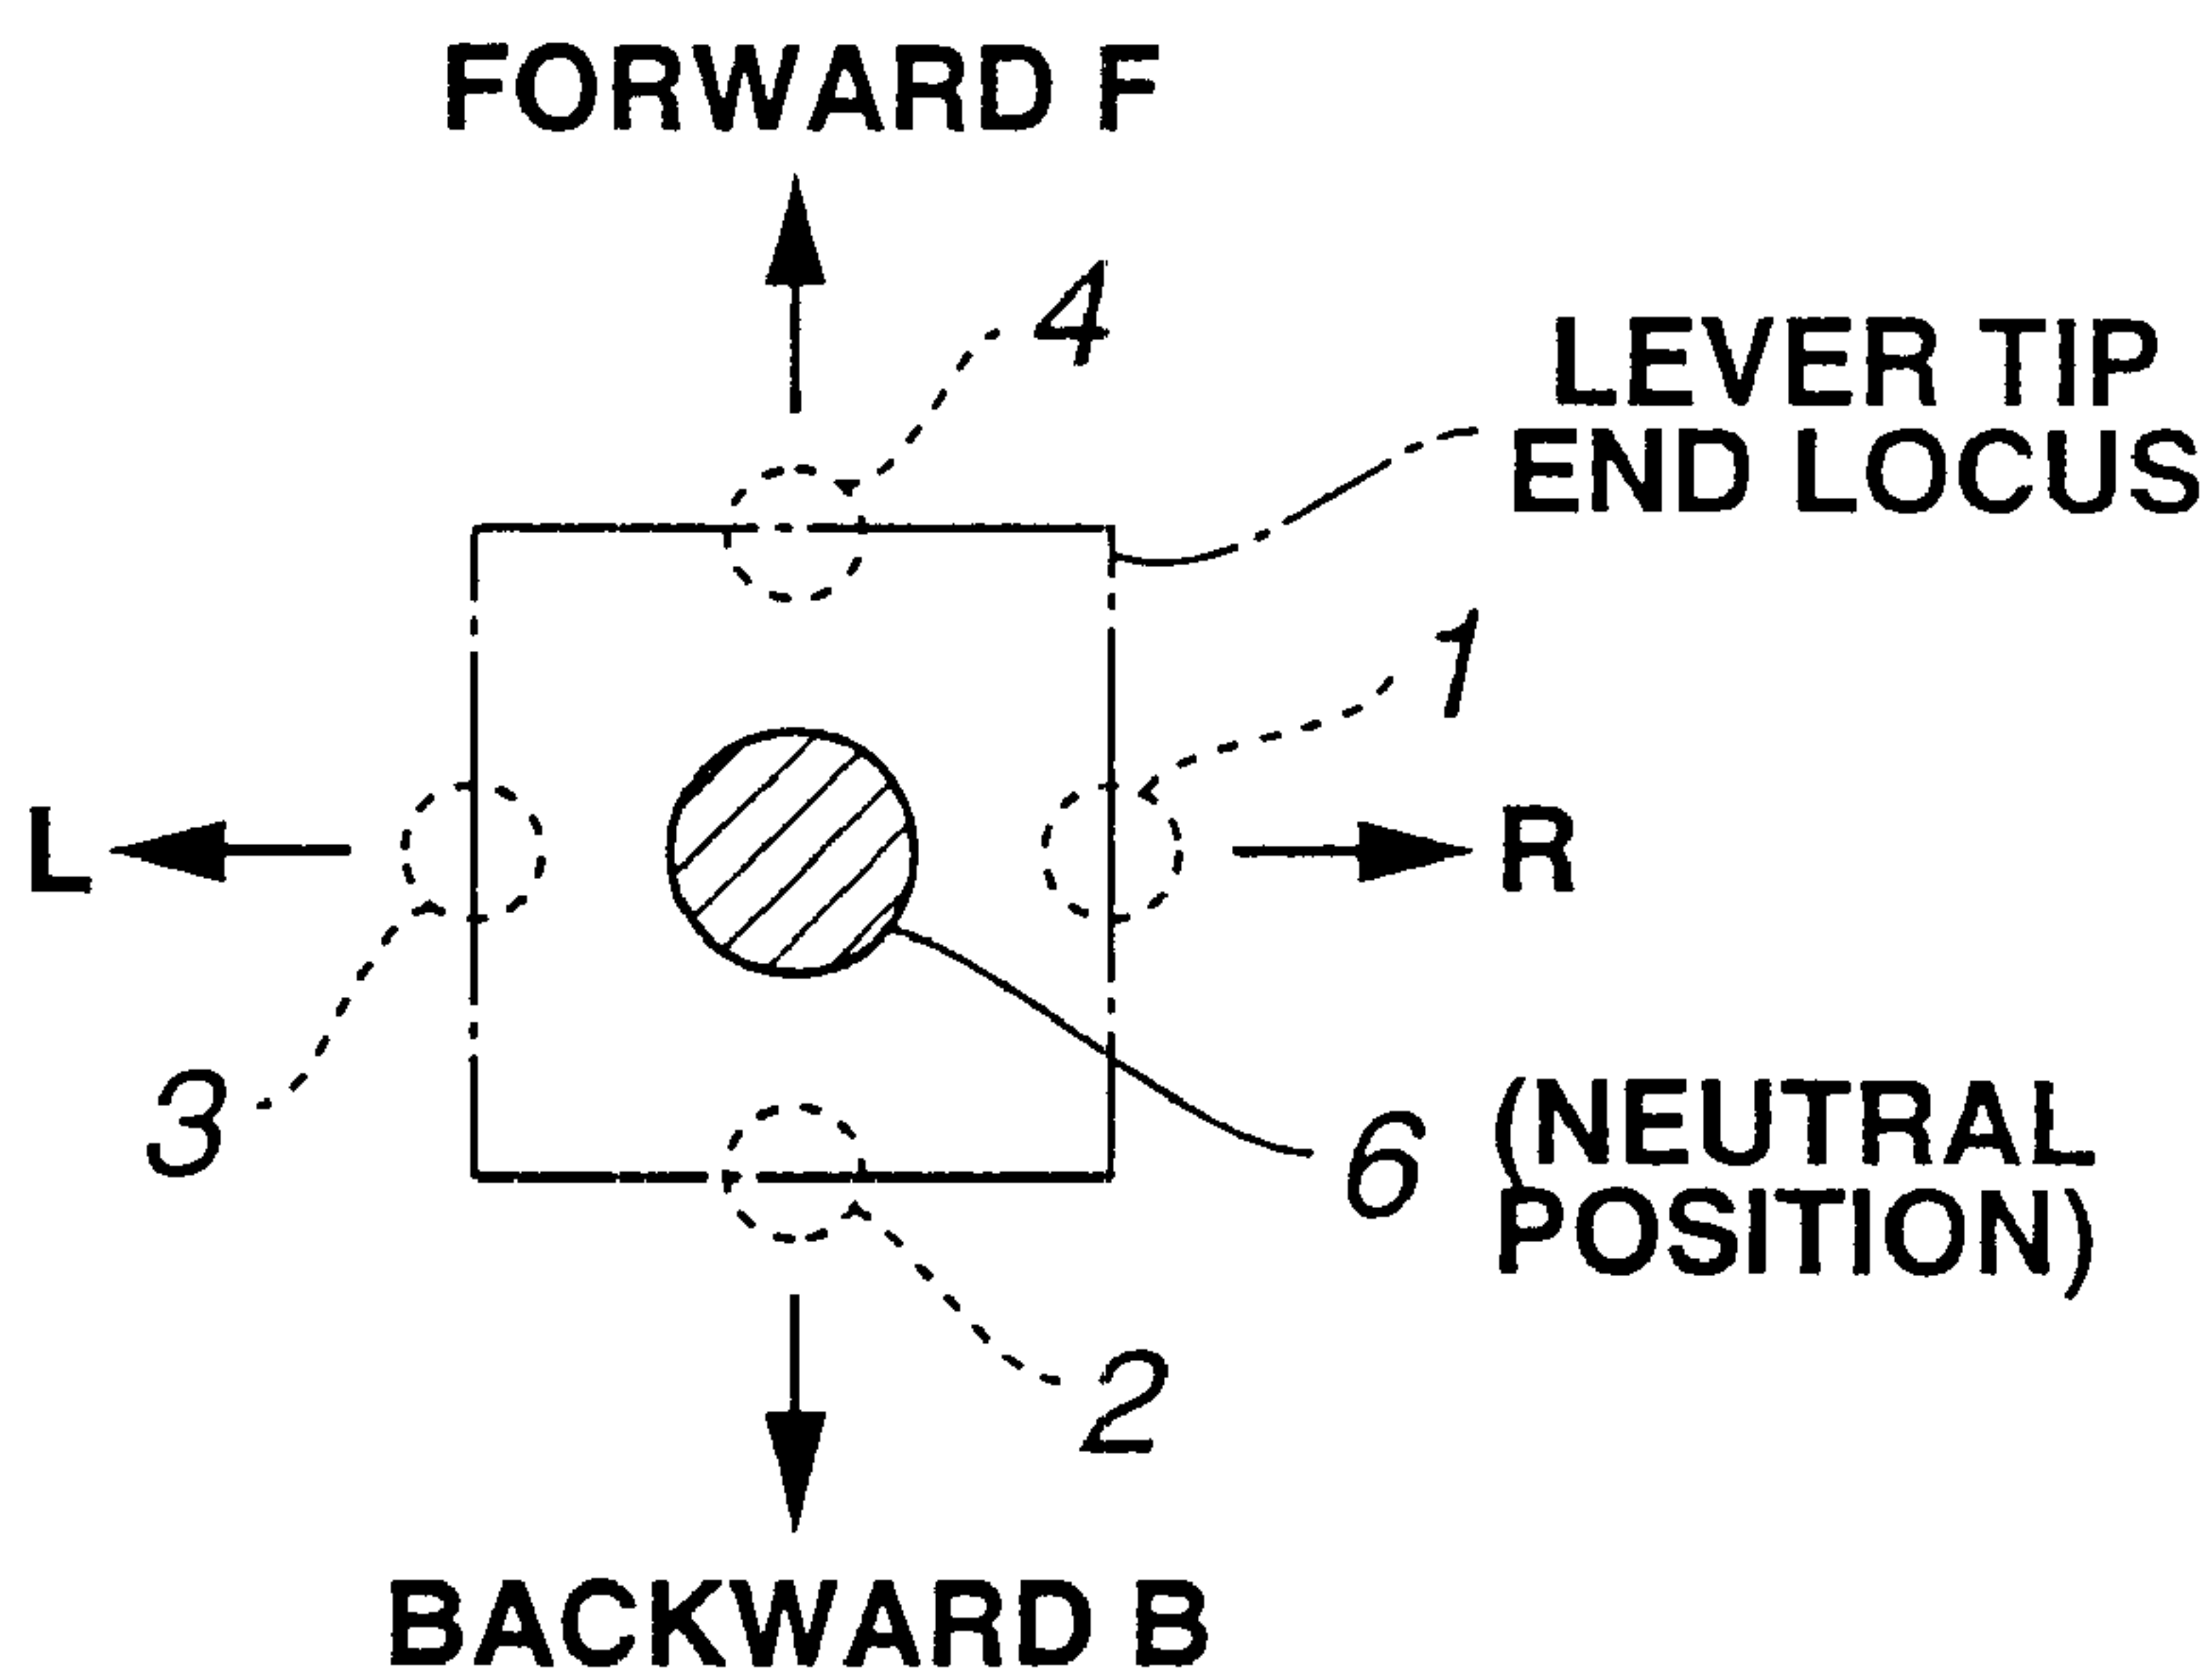 FORWARD F
4
LEVER TIP
END LOCUS
1
L
R
3
6
(NEUTRAL
POSITION)
2
BACKWARD B